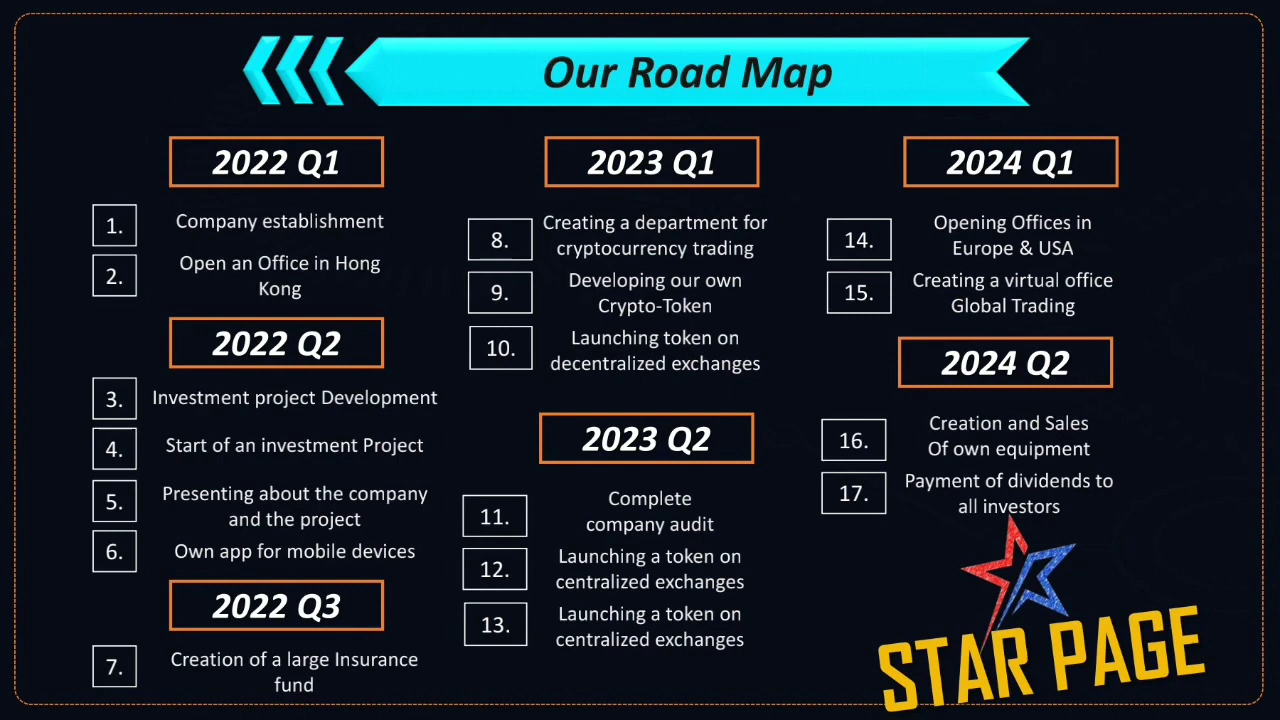 Our Road Map
2022 Q1
1.
Company establishment
2.
Open an Office in Hong
Kong
2022 Q2
3.
Investment project Development
4.
Start of an investment Project
5.
Presenting about the company
and the project
6.
Own app for mobile devices
2022 Q3
7.
Creation of a large Insurance
fund
2023 Q1
8.
Creating a department for
cryptocurrency trading
9.
Developing our own
Crypto-Token
10.
Launching token on
decentralized exchanges
2023 Q2
11.
Complete
company audit
12.
Launching a token on
centralized exchanges
13.
Launching a token on
centralized exchanges
2024 Q1
14.
Opening Offices in
Europe & USA
15.
Creating a virtual office
Global Trading
2024 Q2
16.
Creation and Sales
Of own equipment
17.
Payment of dividends to
all investors
STAR PAGE